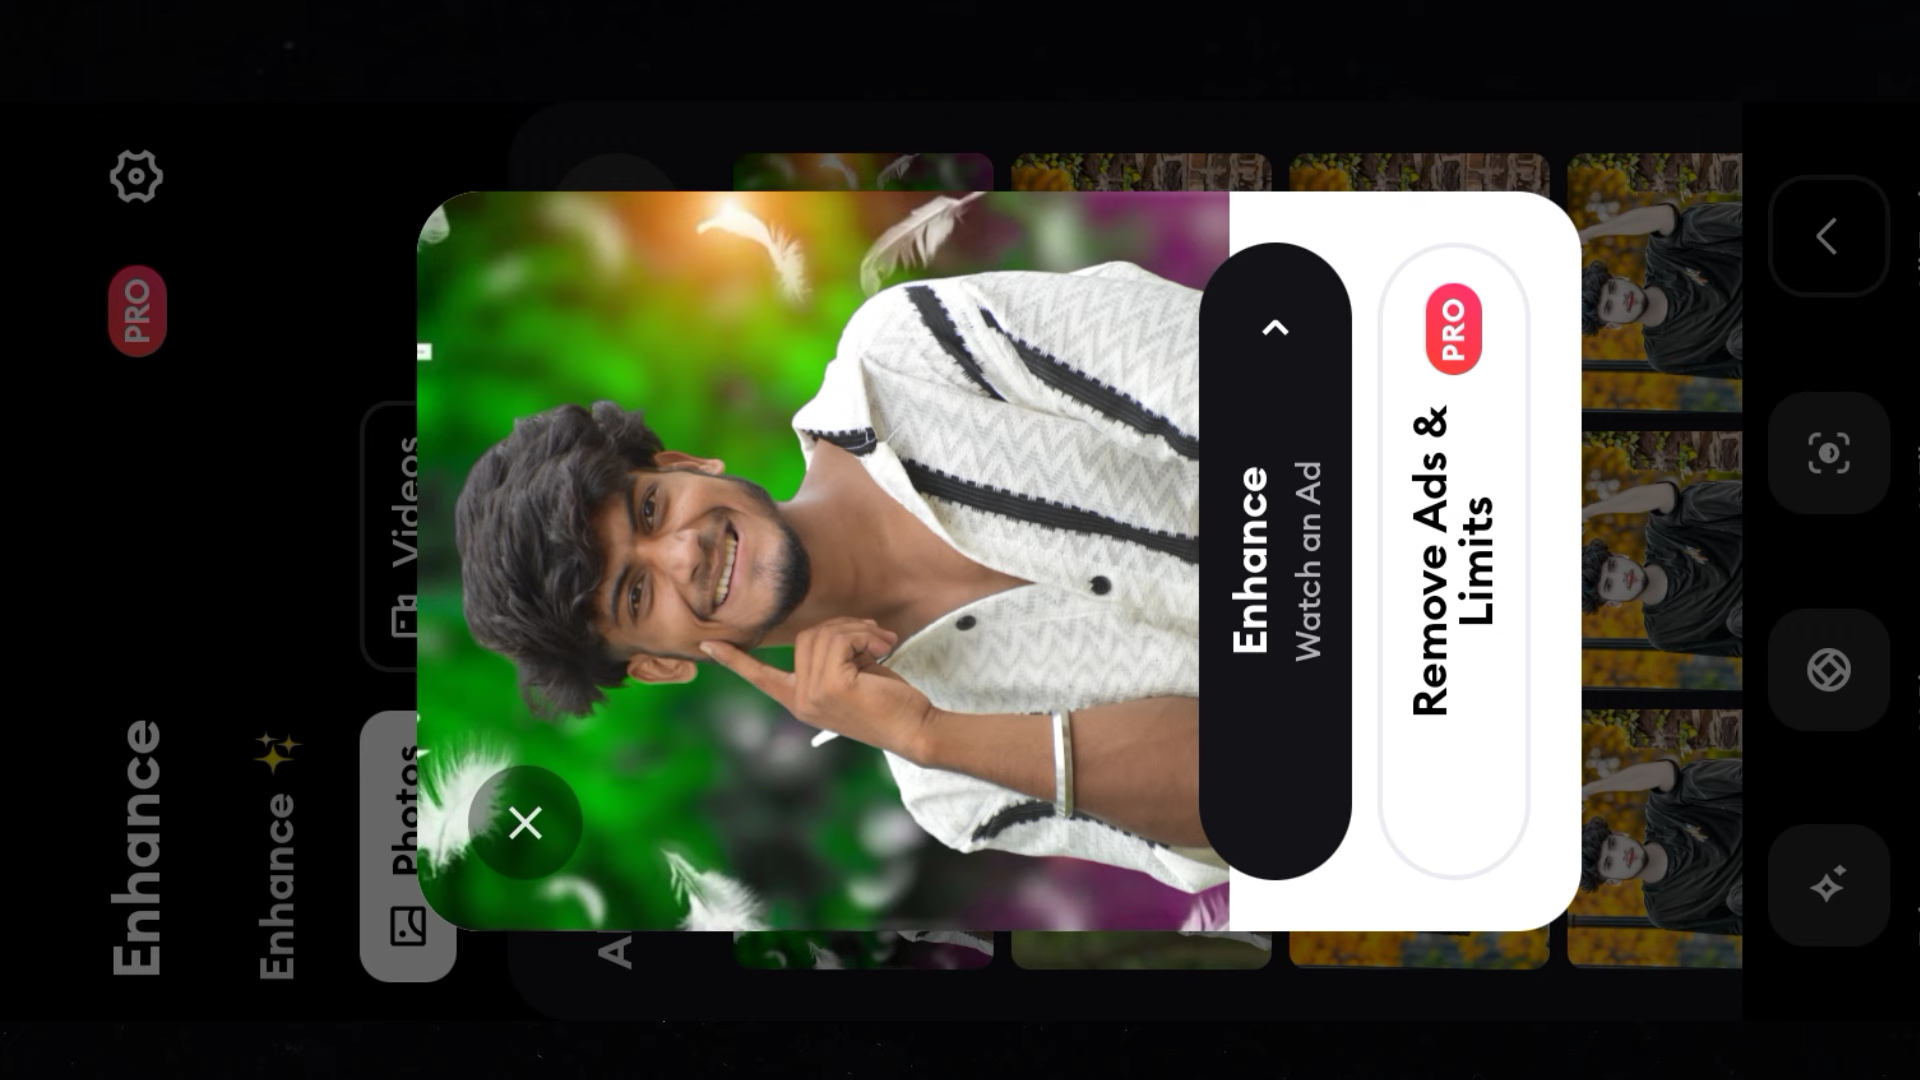 Enhance
PRO
Enhance
Photos
Videos
A
Enhance
Watch an Ad
Remove Ads &
Limits
PRO